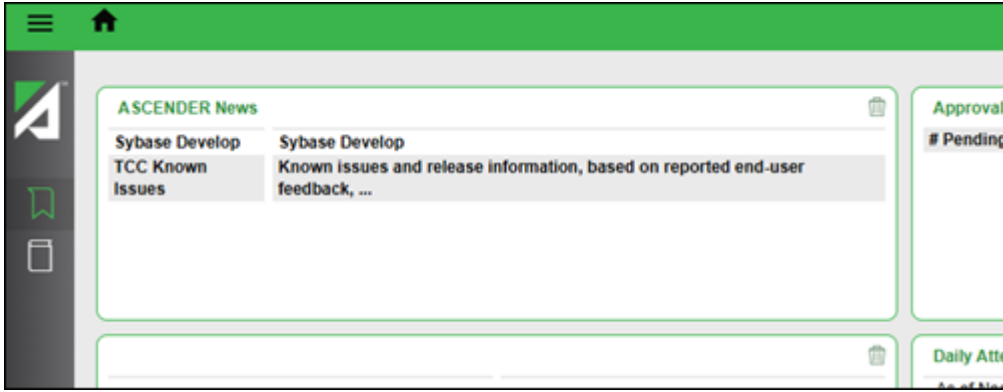 ASCENDER News
Sybase Develop Sybase Develop
TCC Known Known issues and release information, based on reported end-user
Issues feedback, ...
Approval
# Pending
Daily Atte